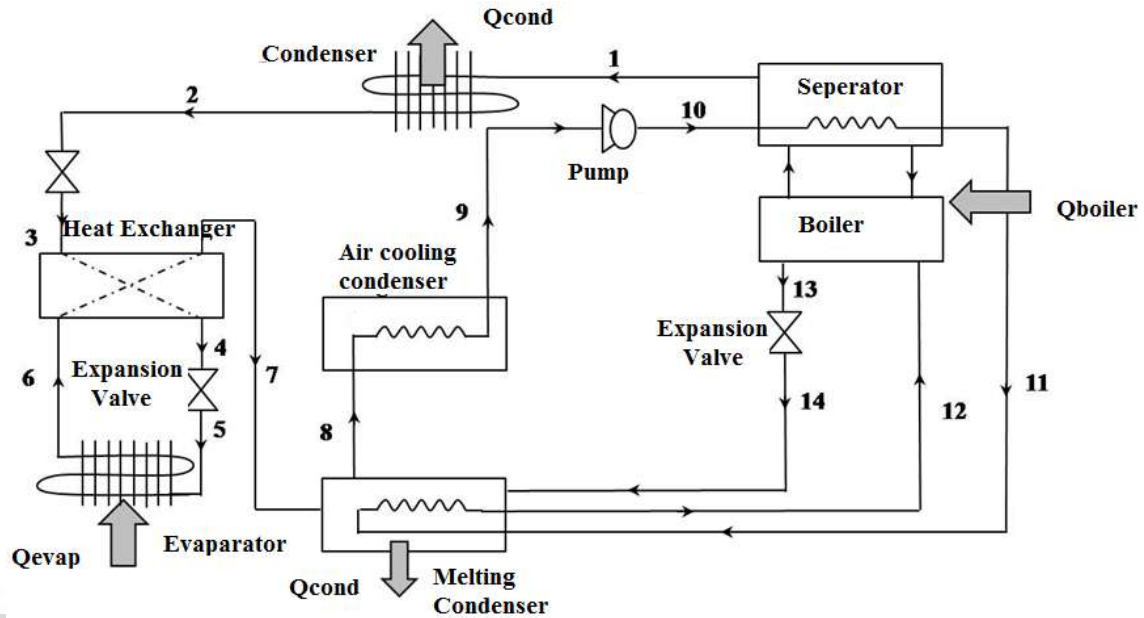 Qcond
Condenser
1
Seperator
2
10
Pump
Qboiler
Boiler
9
Heat Exchanger
3
Air cooling
condenser
13
Expansion
Valve
4
Expansion
Valve
6
7
11
14
12
5
8
Evaparator
Qevap
Qcond
Melting
Condenser